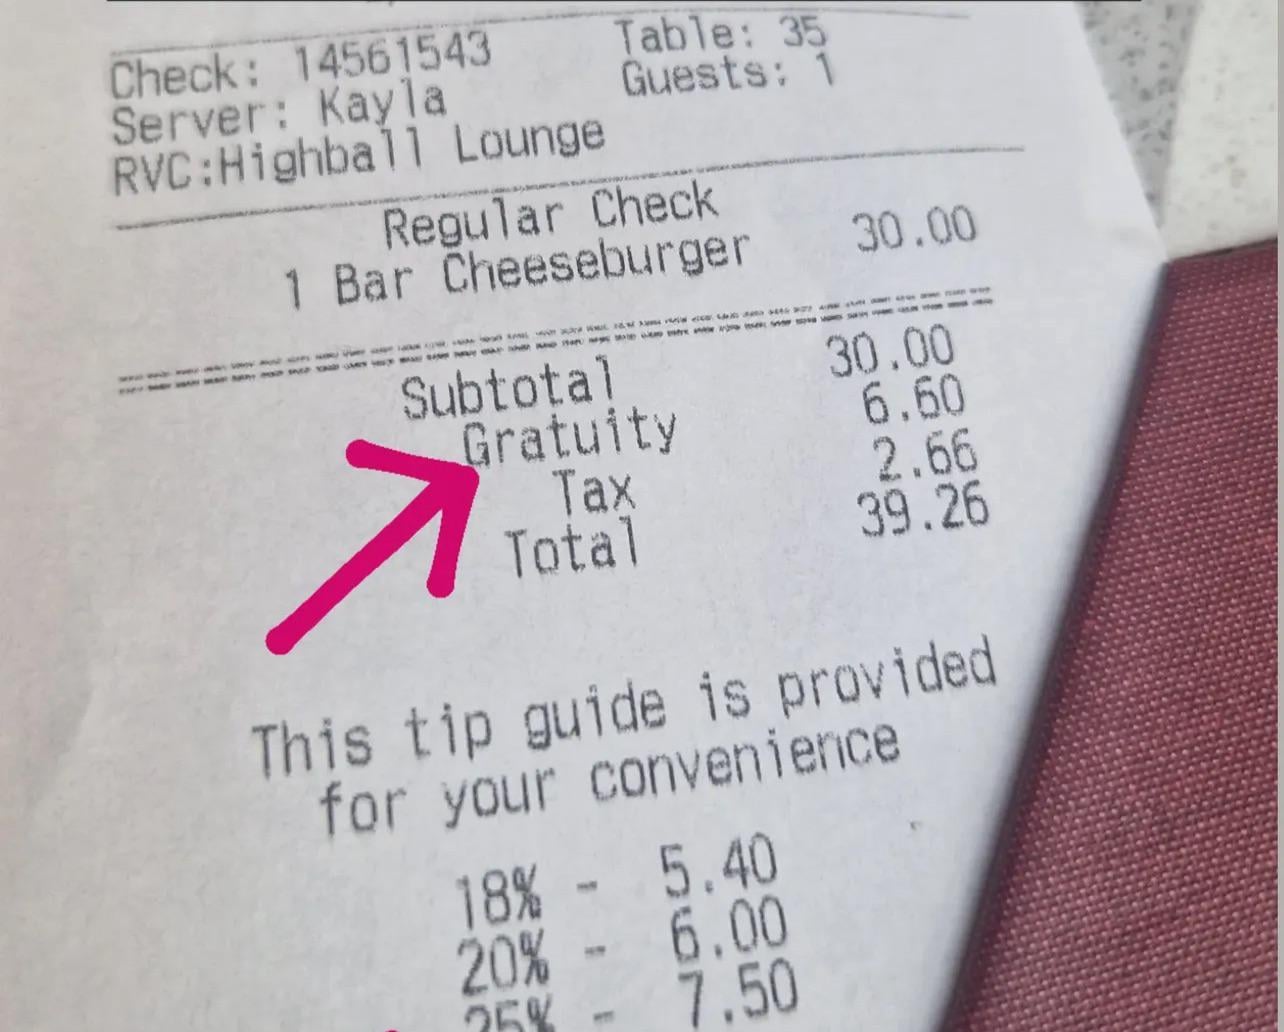 Check: 14561543 Table: 35
Server: Kayla Guests: 1
RVC:Highball Lounge
Regular Check
1 Bar Cheeseburger 30.00
Subtotal 30.00
Gratuity 6.60
Tax 2.66
Total 39.26
This tip guide is provided
for your convenience
18% - 5.40
20% - 6.00
25% - 7.50